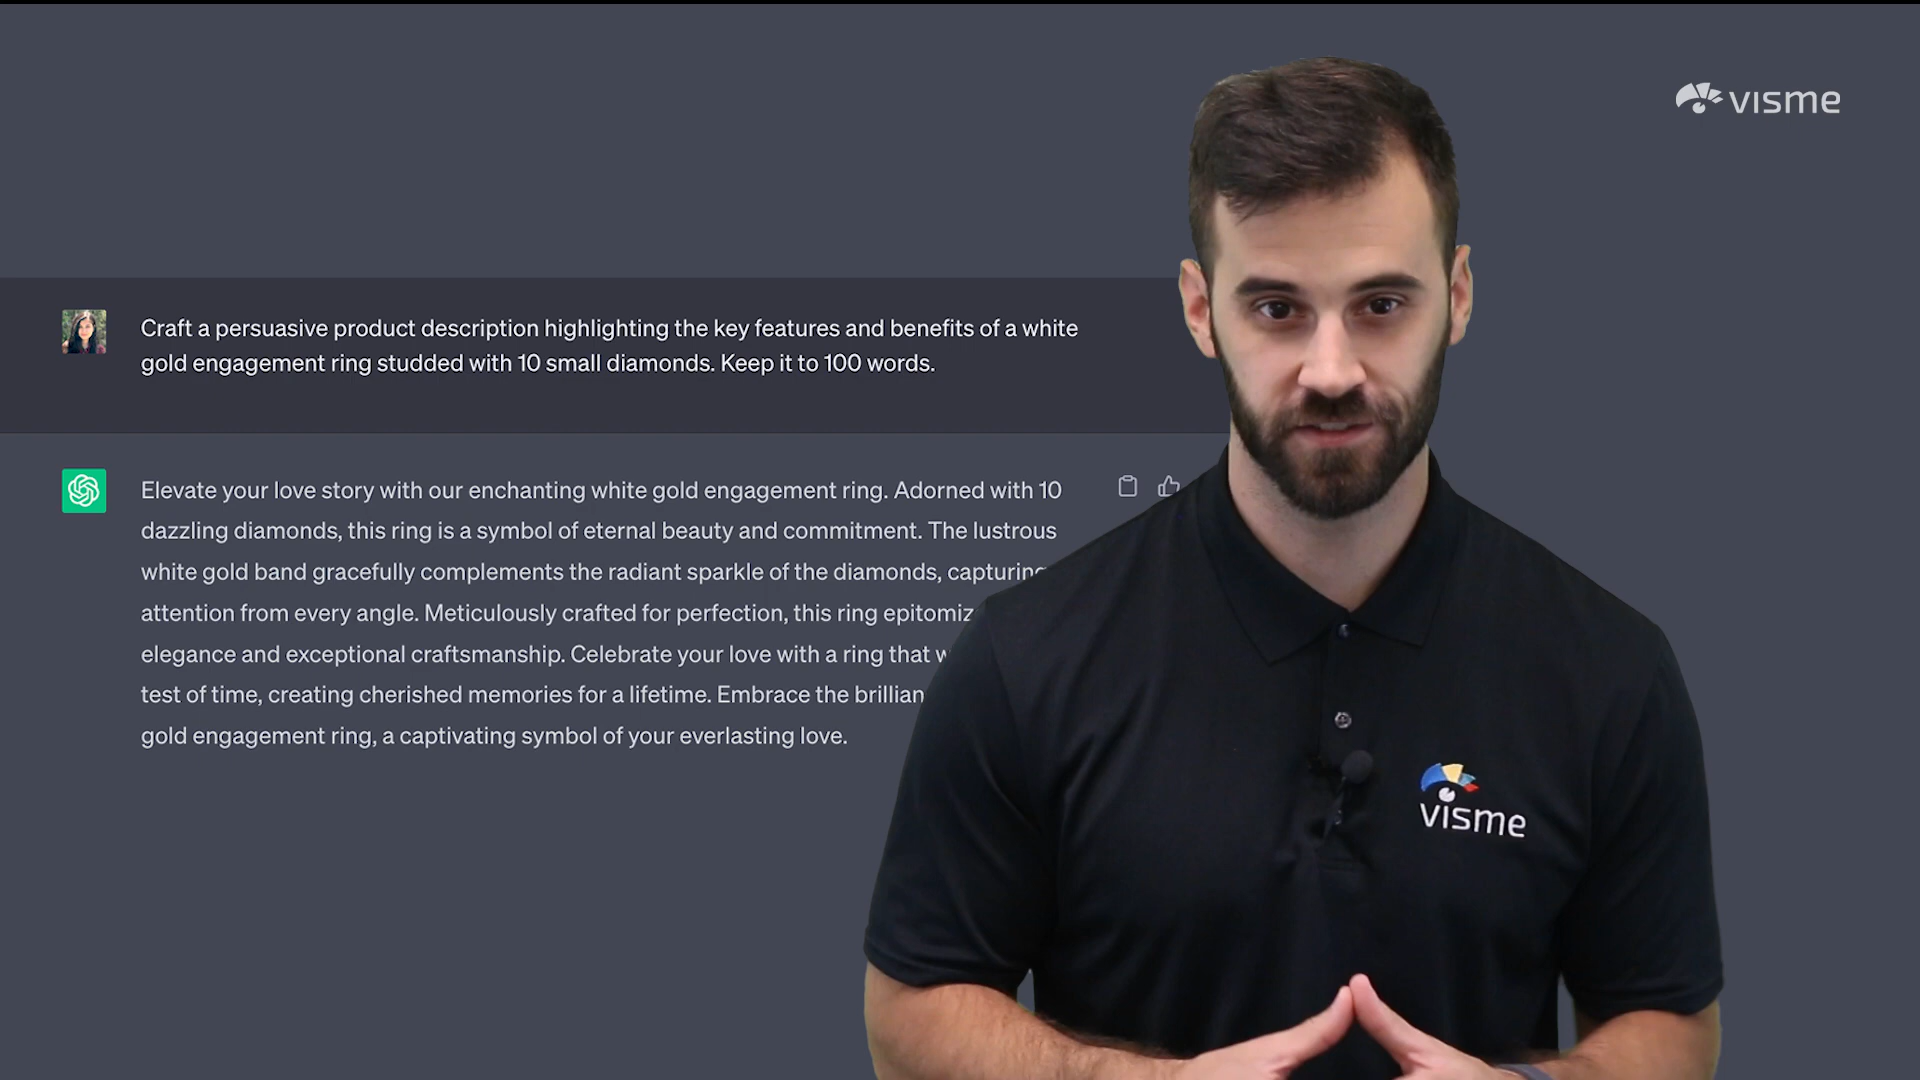 visme
Craft a persuasive product description highlighting the key features and benefits of a white
gold engagement ring studded with 10 small diamonds. Keep it to 100 words.
Elevate your love story with our enchanting white gold engagement ring. Adorned with 10
dazzling diamonds, this ring is a symbol of eternal beauty and commitment. The lustrous
white gold band gracefully complements the radiant sparkle of the diamonds, capturing
attention from every angle. Meticulously crafted for perfection, this ring
elegance and exceptional craftsmanship. Celebrate your love with a ring that
test of time, creating cherished memories for a lifetime. Embrace the
gold engagement ring, a captivating symbol of your everlasting love.
visme